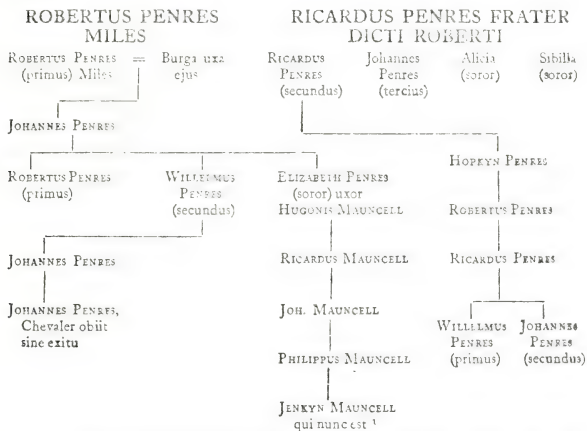 ROBERTUS PENRES
MILES
RICARDUS PENRES FRATER
DICTI ROBERTI
ROBERTUS PENRES
(primus) Miles
=
Burga uxa
ejus
RICARDUS
PENRES
(secundus)
Johannes
Penres
(tercius)
Alicia
(soror)
Sibilla
(soror)
JOHANNES PENRES
ROBERTUS PENRES
(primus)
WILLELMUS
PENRES
(secundus)
ELIZABETH PENRES
(soror) uxor
HUGONIS MAUNCELL
HOPKYN PENRES
ROBERTUS PENRES
JOHANNES PENRES
RICARDUS MAUNCELL
RICARDUS PENRES
JOHANNES PENRES,
Chevaler obiit
sine exitu
JOH. MAUNCELL
WILLELMUS
PENRES
(primus)
JOHANNES
PENRES
(secundus)
PHILIPPUS MAUNCELL
JENKYN MAUNCELL
qui nunc est ¹